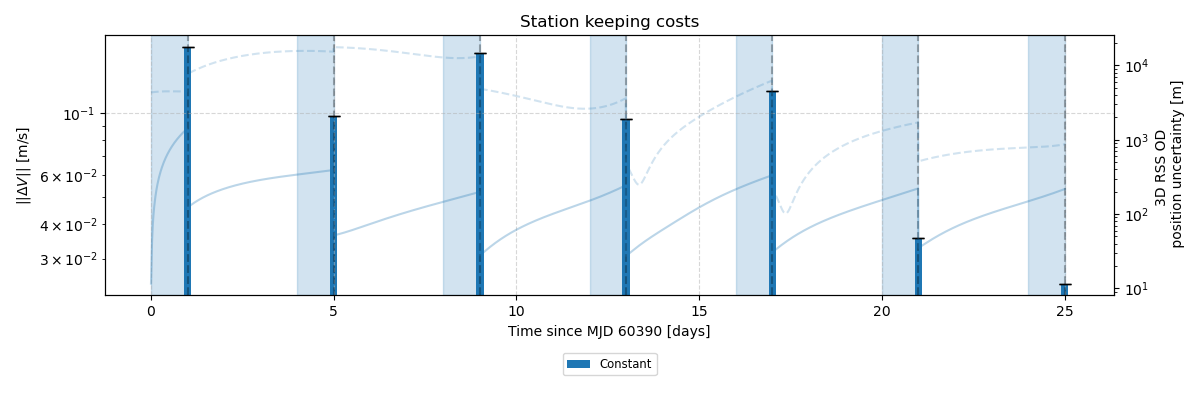 Station keeping costs
||ΔV|| [m/s]
10⁻¹
6 × 10⁻²
4 × 10⁻²
3 × 10⁻²
10⁴
10³
10²
10¹
3D RSS OD
position uncertainty [m]
0 5 10 15 20 25
Time since MJD 60390 [days]
Constant